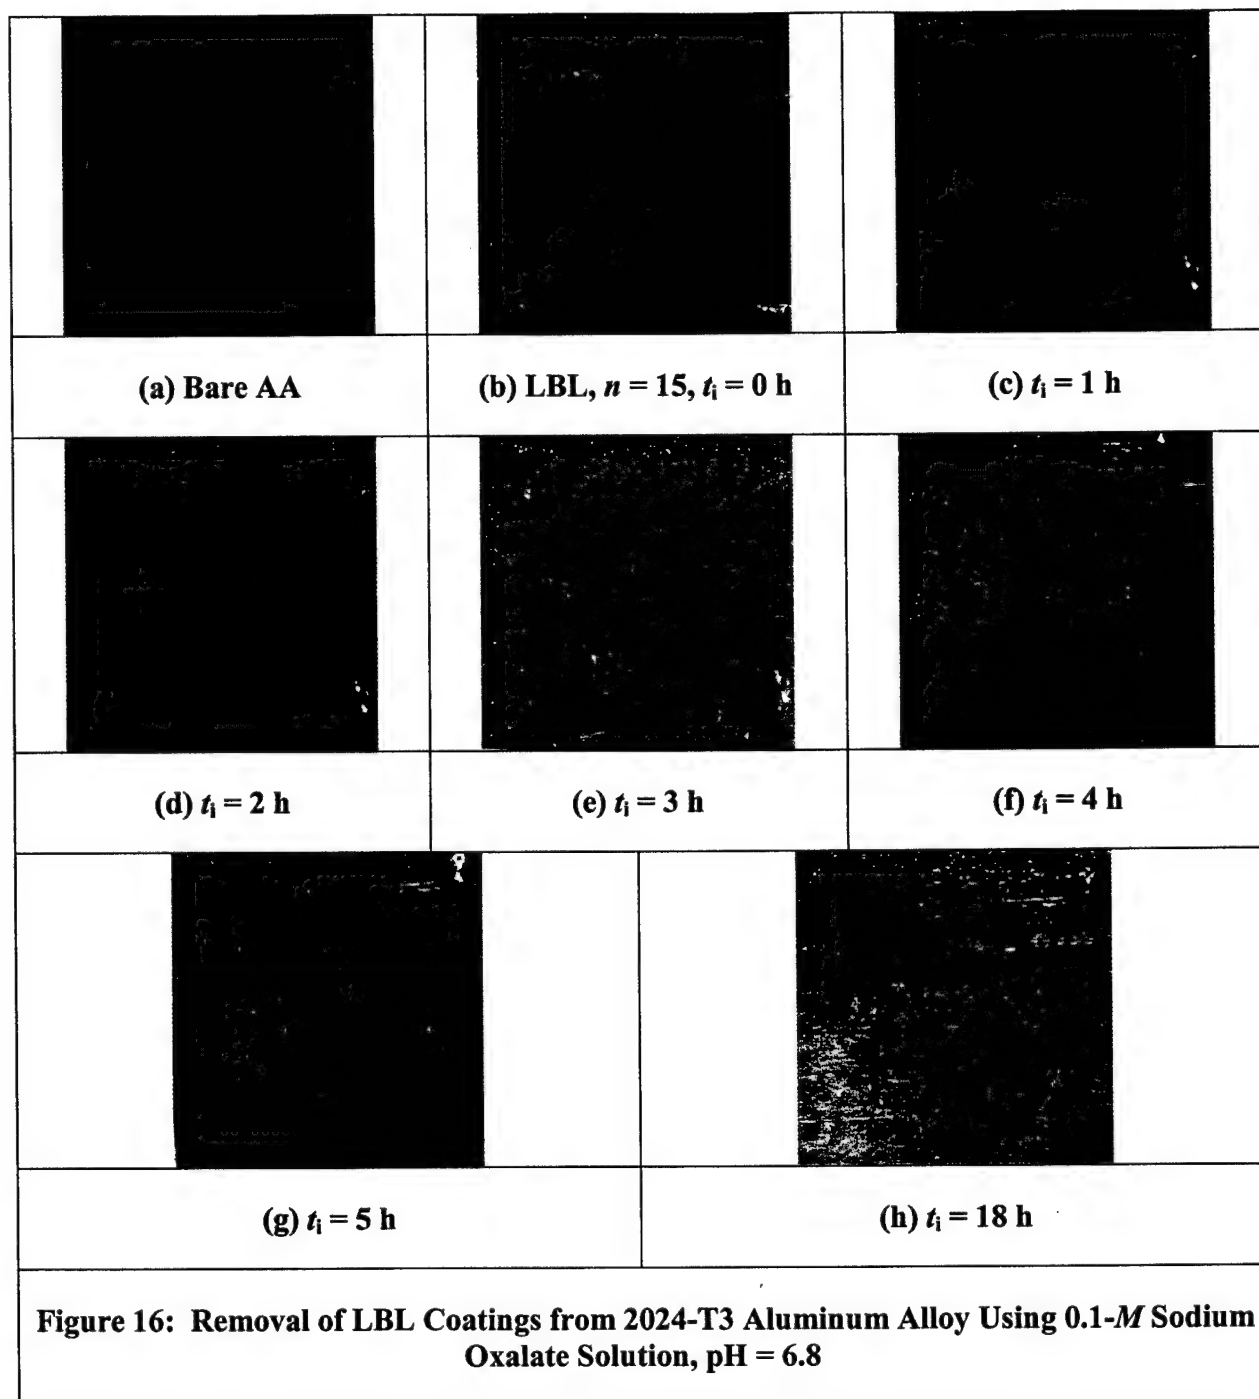 (a) Bare AA
(b) LBL, n = 15, ti = 0 h
(c) ti = 1 h
(d) ti = 2 h
(e) ti = 3 h
(f) ti = 4 h
(g) ti = 5 h
(h) ti = 18 h
Figure 16: Removal of LBL Coatings from 2024-T3 Aluminum Alloy Using 0.1-M Sodium
Oxalate Solution, pH = 6.8